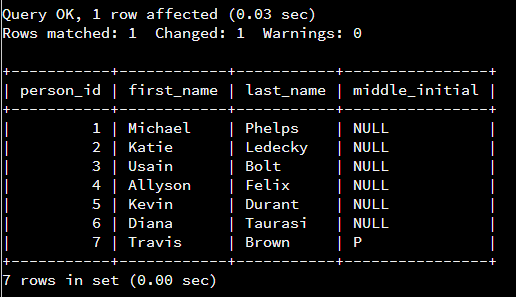 Query OK, 1 row affected (0.03 sec)
Rows matched: 1  Changed: 1  Warnings: 0

+-----------+------------+-----------+----------------+
| person_id | first_name | last_name | middle_initial |
+-----------+------------+-----------+----------------+
|         1 | Michael    | Phelps    | NULL           |
|         2 | Katie      | Ledecky   | NULL           |
|         3 | Usain      | Bolt      | NULL           |
|         4 | Allyson    | Felix     | NULL           |
|         5 | Kevin      | Durant    | NULL           |
|         6 | Diana      | Taurasi   | NULL           |
|         7 | Travis     | Brown     | P              |
+-----------+------------+-----------+----------------+
7 rows in set (0.00 sec)